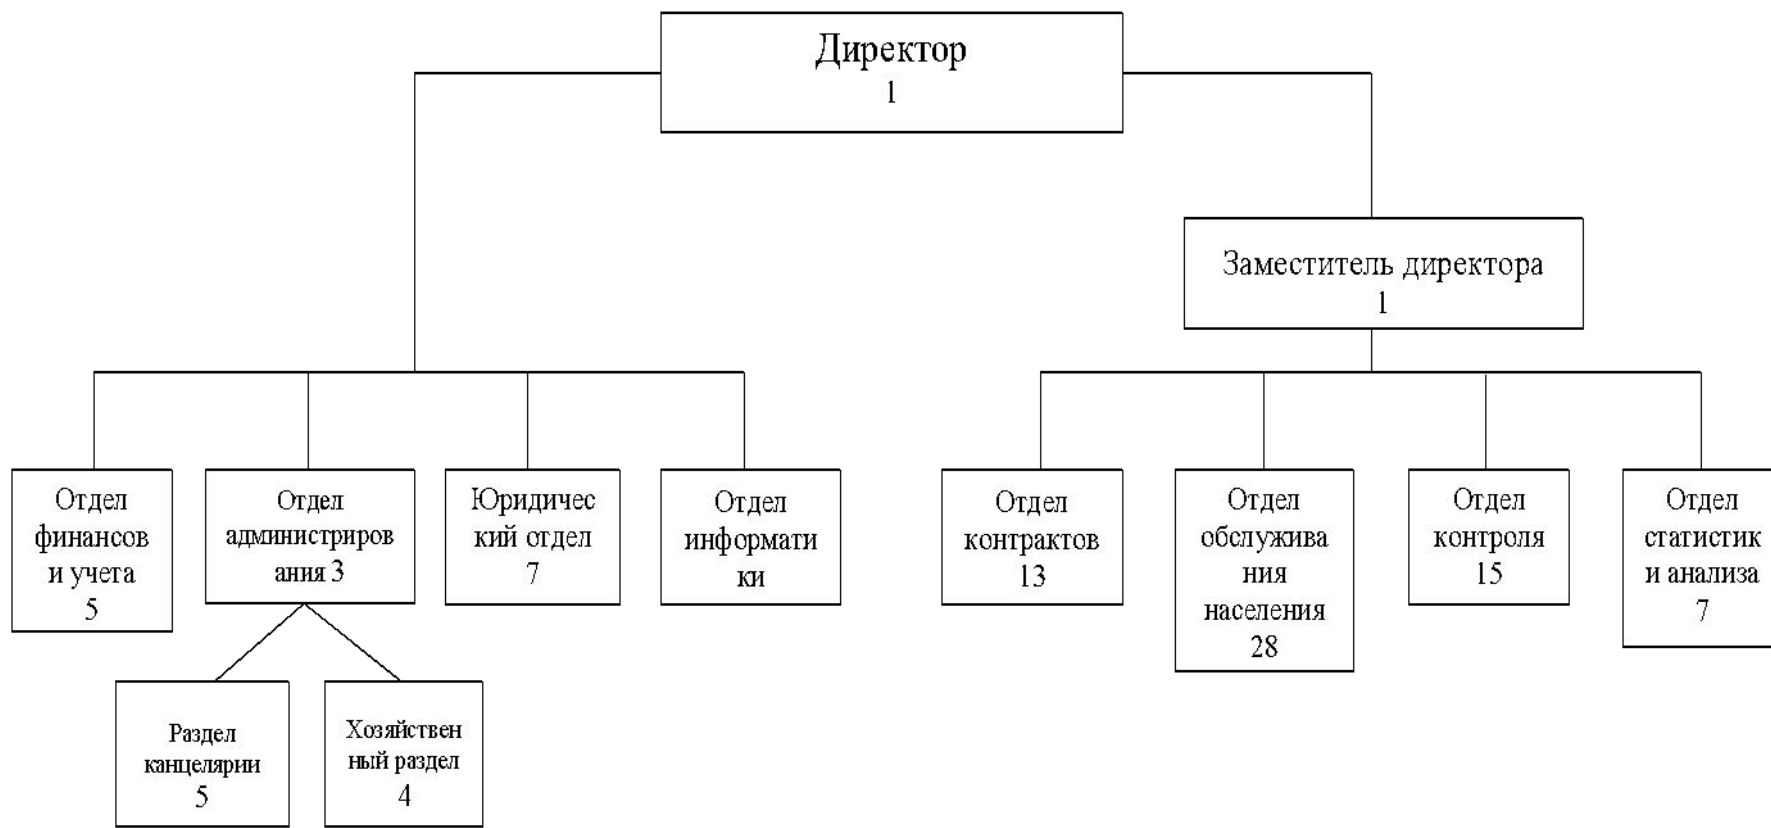 Директор
1
Заместитель директора
1
Отдел
финансов
и учета
5
Отдел
администриров
ания 3
Юридичес
кий отдел
7
Отдел
информати
ки
Отдел
контрактов
13
Отдел
обслужива
ния
населения
28
Отдел
контроля
15
Отдел
статистик
и анализа
7
Раздел
канцелярии
5
Хозяйствен
ный раздел
4